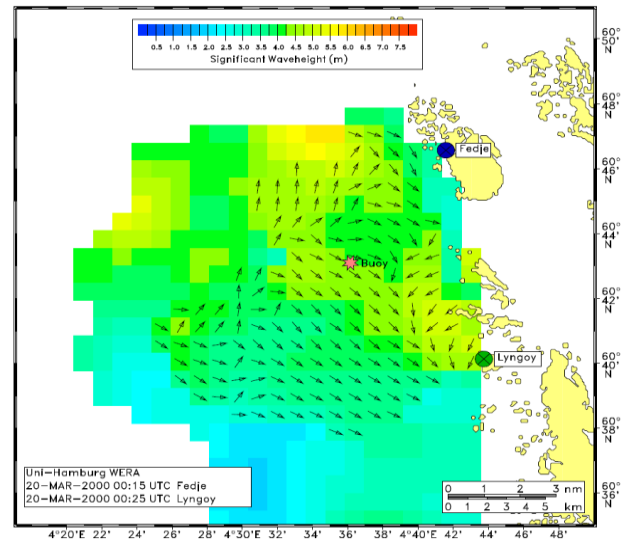 0.5 1.0 1.5 2.0 2.5 3.0 3.5 4.0 4.5 5.0 5.5 6.0 6.5 7.0 7.5
Significant Waveheight (m)
60°
50'
N
60°
48'
N
Fedje
60°
46'
N
60°
44'
N
Buoy
60°
42'
N
Lyngoy
60°
40'
N
60°
38'
N
Uni-Hamburg WERA
20-MAR-2000 00:15 UTC Fedje
20-MAR-2000 00:25 UTC Lyngoy
0 1 2 3 nm
0 1 2 3 4 5 km
60°
36'
N
4°20'E 22' 24' 26' 28' 4°30'E 32' 34' 36' 38' 4°40'E 42' 44' 46' 48'